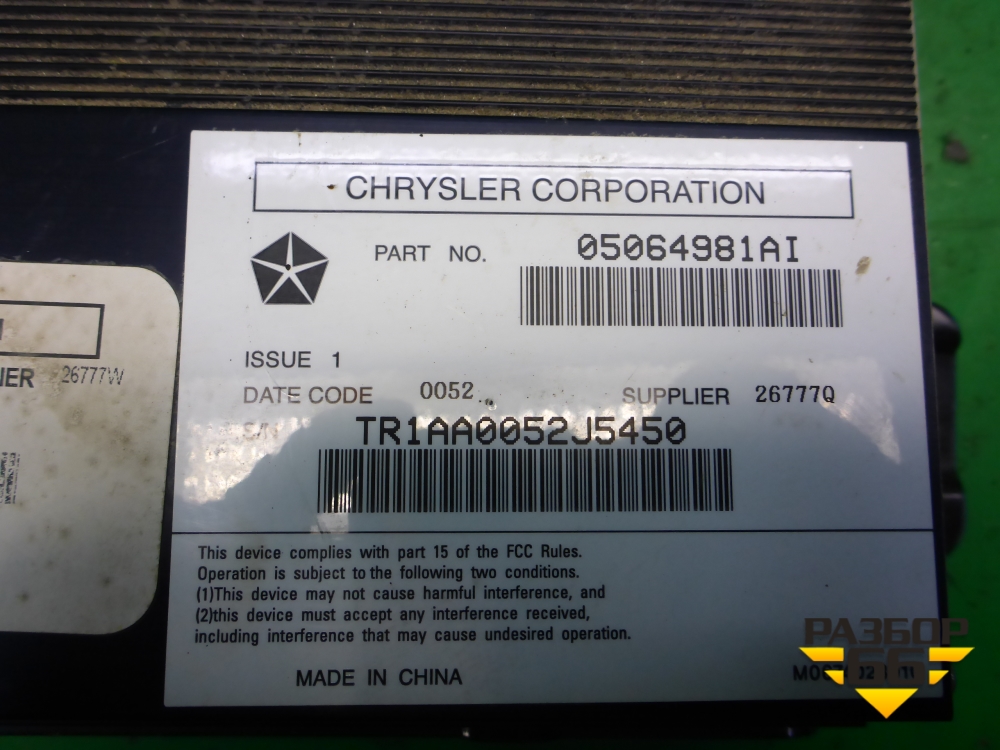 CHRYSLER CORPORATION
PART NO. 05064981AI
ISSUE 1
DATE CODE 0052 SUPPLIER 26777Q
S/N TR1AA0052J5450
This device complies with part 15 of the FCC Rules.
Operation is subject to the following two conditions.
(1)This device may not cause harmful interference, and
(2)this device must accept any interference received,
including interference that may cause undesired operation.
MADE IN CHINA
26777W
РАЗБОР
66